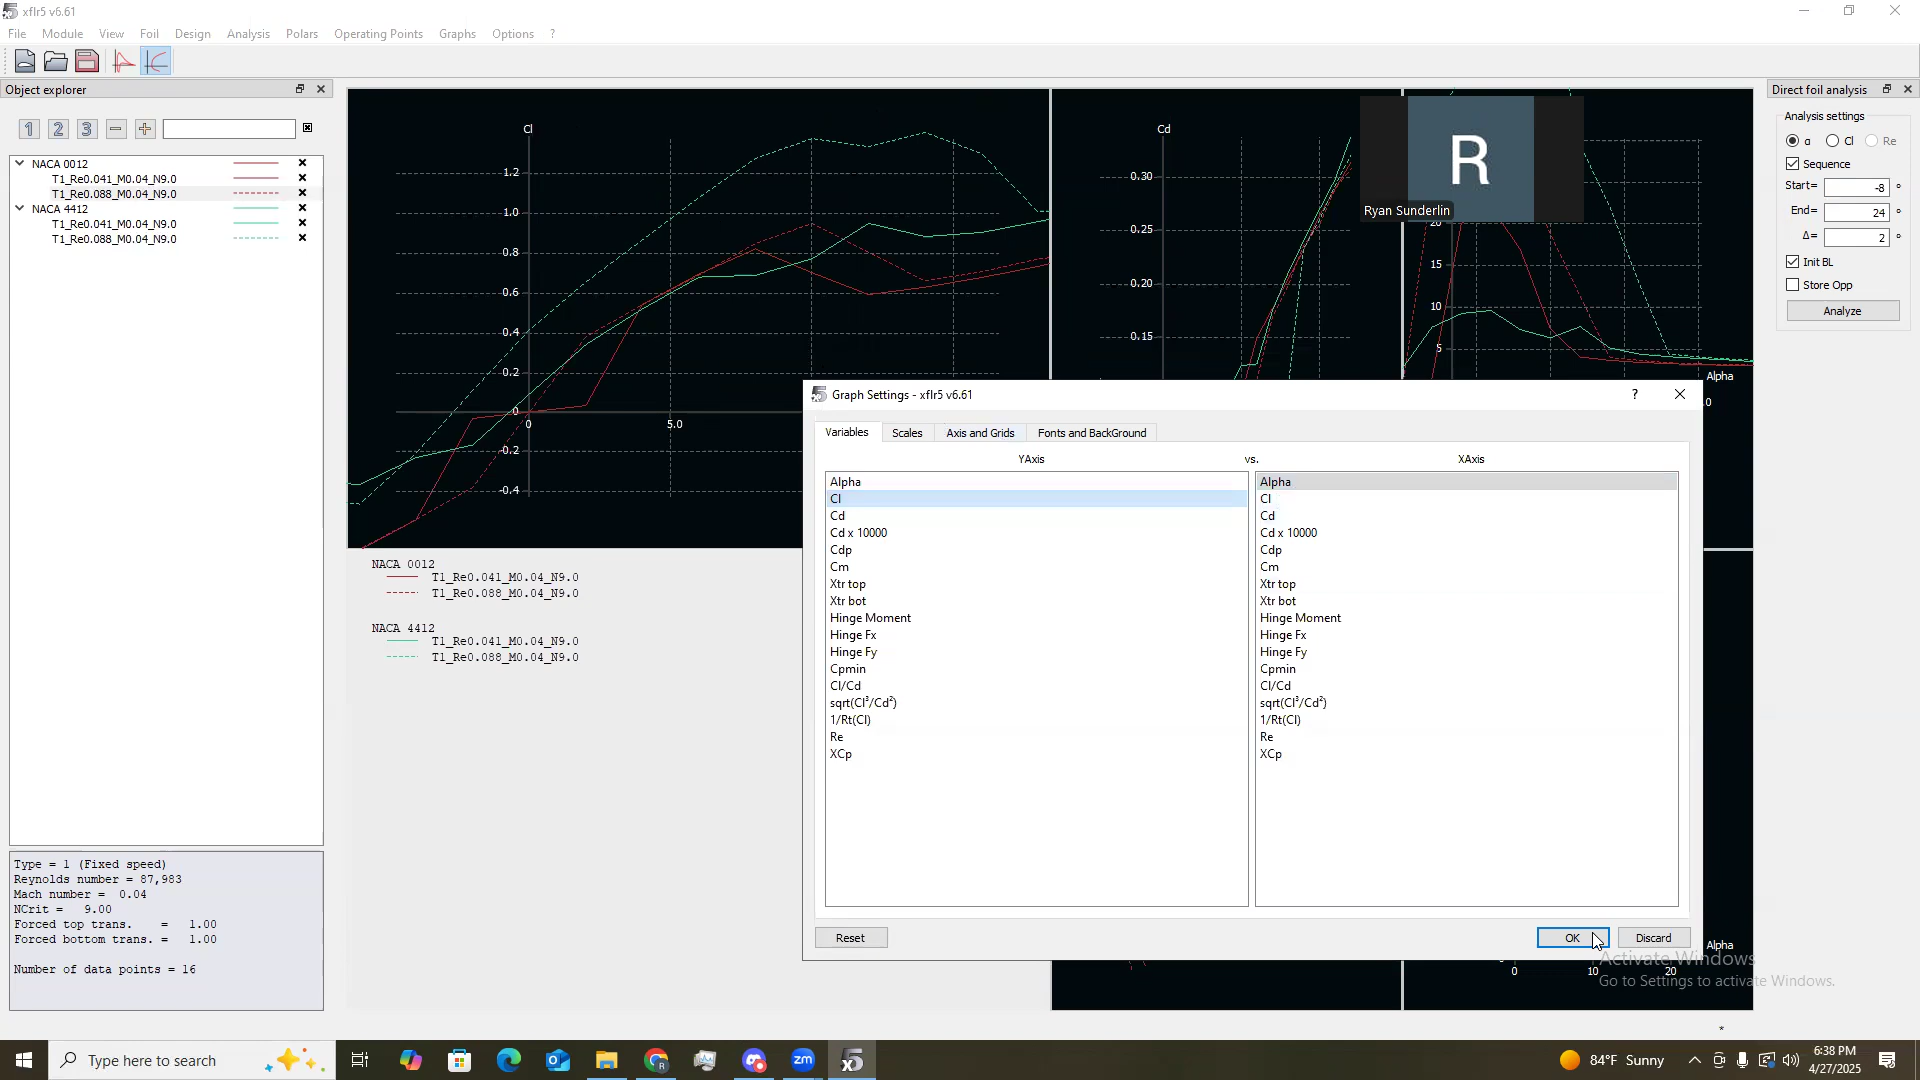 xflr5 v6.61
File Module View Foil Design Analysis Polars Operating Points Graphs Options ?
Object explorer
1 2 3
NACA 0012
T1_Re0.041_M0.04_N9.0
T1_Re0.088_M0.04_N9.0
NACA 4412
T1_Re0.041_M0.04_N9.0
T1_Re0.088_M0.04_N9.0
Type = 1 (Fixed speed)
Reynolds number = 87,983
Mach number = 0.04
NCrit = 9.00
Forced top trans. = 1.00
Forced bottom trans. = 1.00
Number of data points = 16
Cl
1.2
1.0
0.8
0.6
0.4
0.2
0
-0.2
-0.4
0
5.0
Cd
0.30
0.25
0.20
0.15
20
15
10
5
Alpha
.0
R
Ryan Sunderlin
NACA 0012
T1_Re0.041_M0.04_N9.0
T1_Re0.088_M0.04_N9.0
NACA 4412
T1_Re0.041_M0.04_N9.0
T1_Re0.088_M0.04_N9.0
Graph Settings - xflr5 v6.61
?
Variables Scales Axis and Grids Fonts and BackGround
YAxis vs. XAxis
Alpha
Cl
Cd
Cd x 10000
Cdp
Cm
Xtr top
Xtr bot
Hinge Moment
Hinge Fx
Hinge Fy
Cpmin
Cl/Cd
sqrt(Cl³/Cd²)
1/Rt(Cl)
Re
XCp
Alpha
Cl
Cd
Cd x 10000
Cdp
Cm
Xtr top
Xtr bot
Hinge Moment
Hinge Fx
Hinge Fy
Cpmin
Cl/Cd
sqrt(Cl³/Cd²)
1/Rt(Cl)
Re
XCp
Reset
OK
Discard
Alpha
0
10
20
Direct foil analysis
Analysis settings
α Cl Re
Sequence
Start= -8 °
End= 24 °
Δ= 2 °
Init BL
Store Opp
Analyze
Activate Windows
Go to Settings to activate Windows.
*
Type here to search
zm
84°F Sunny
6:38 PM
4/27/2025